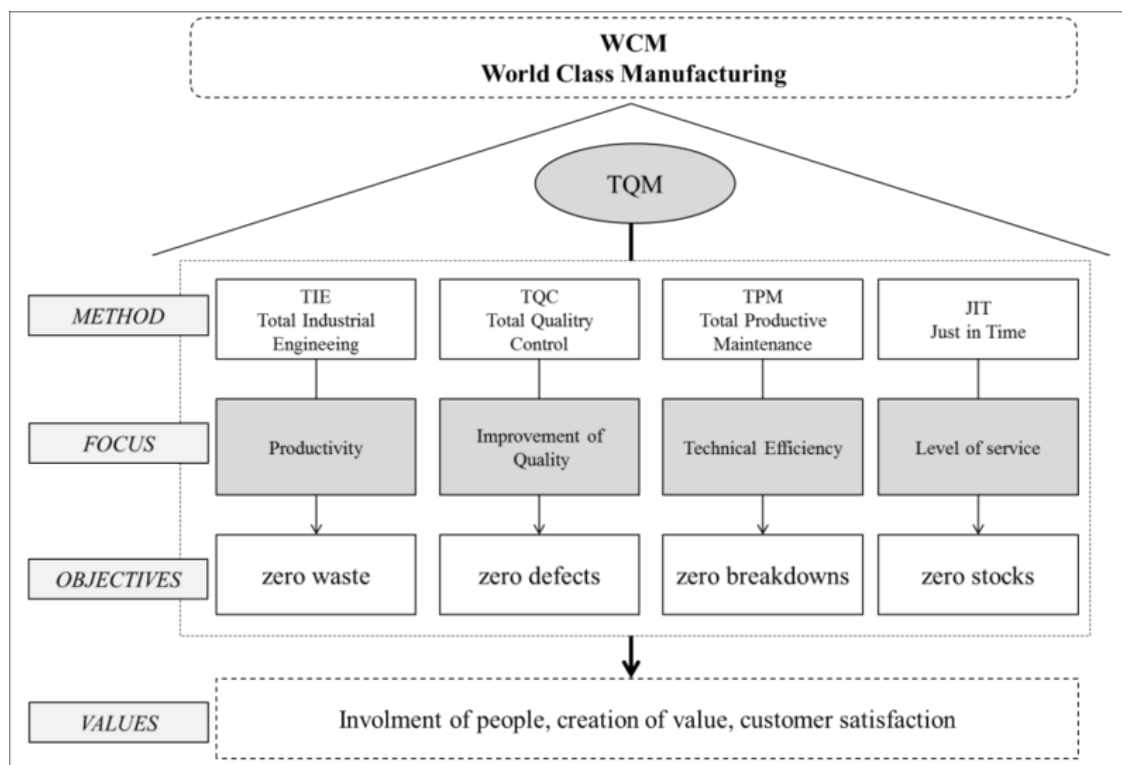 WCM
World Class Manufacturing
TQM
METHOD
TIE
Total Industrial
Engineeing
TQC
Total Qualitry
Control
TPM
Total Productive
Maintenance
JIT
Just in Time
FOCUS
Productivity
Improvement of
Quality
Technical Efficiency
Level of service
OBJECTIVES
zero waste
zero defects
zero breakdowns
zero stocks
VALUES
Involment of people, creation of value, customer satisfaction